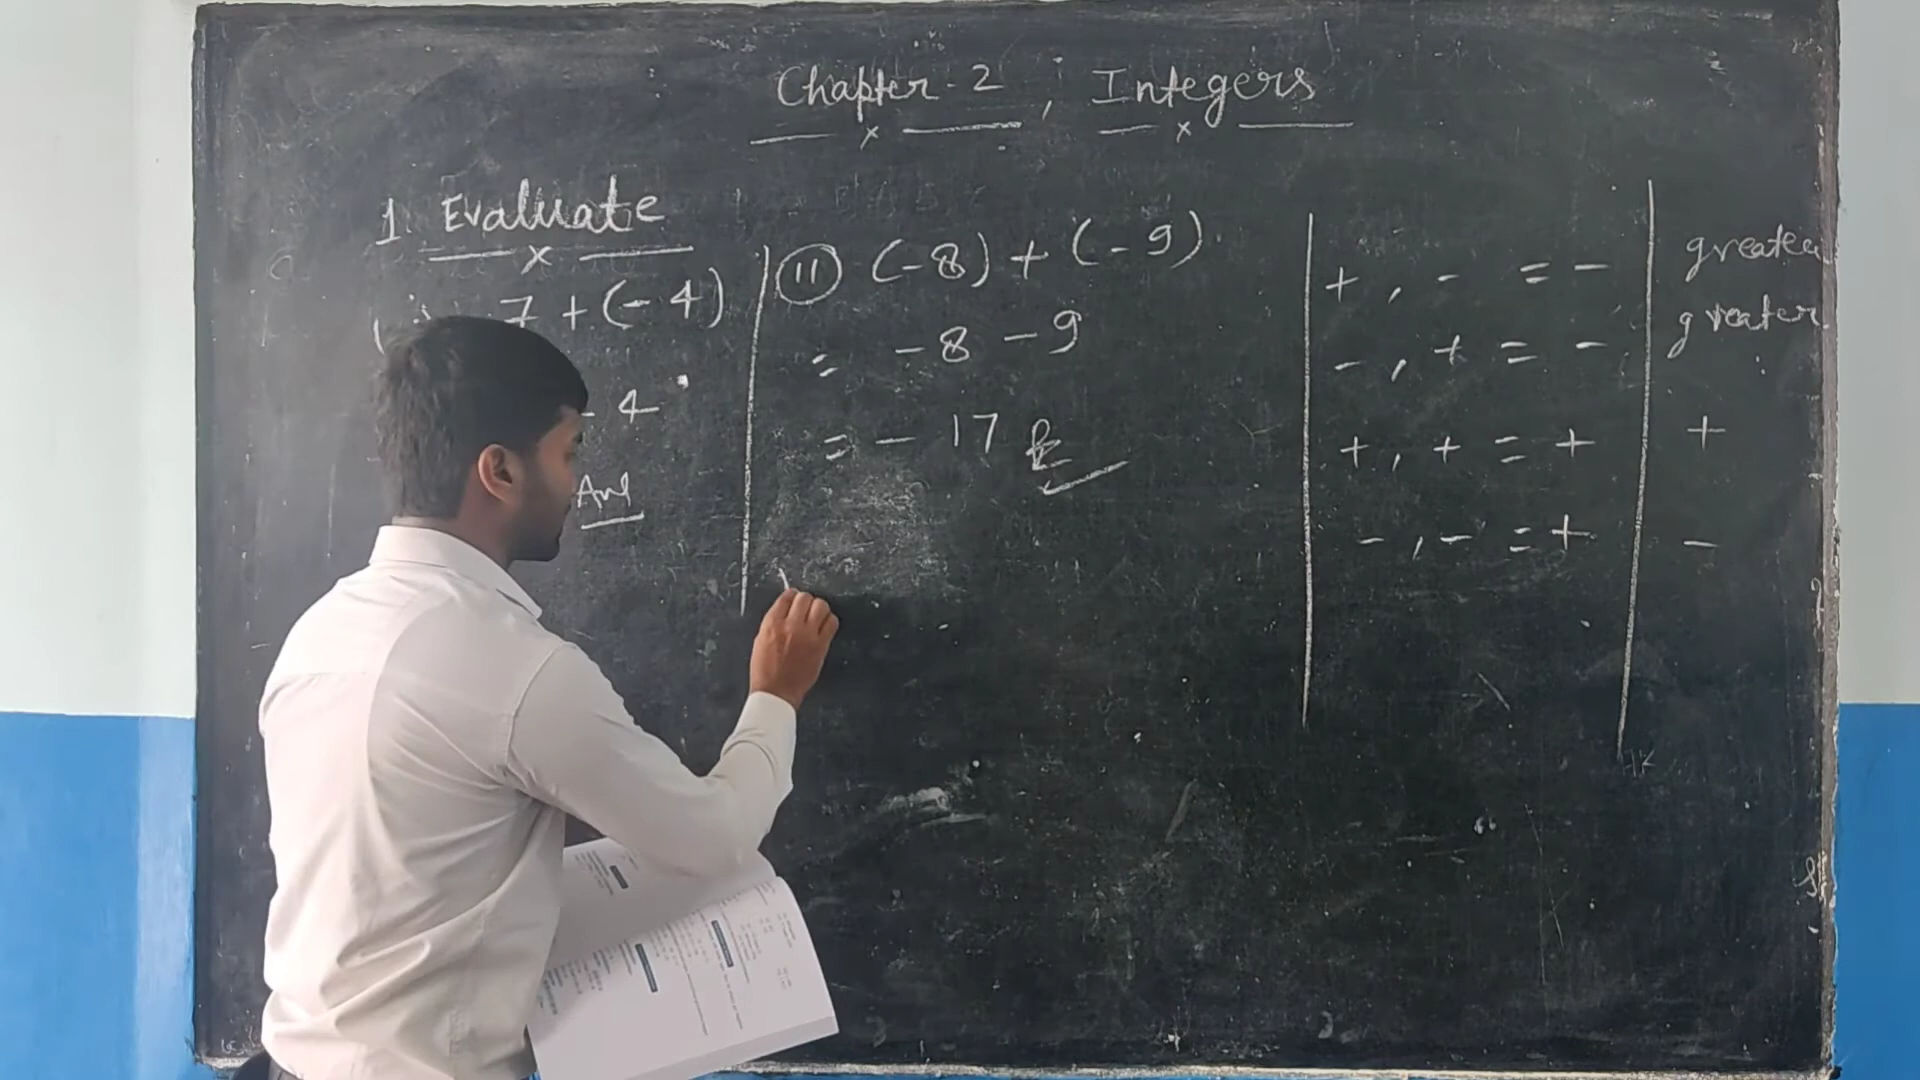 Chapter-2, Integers
1. Evaluate
7 + (-4)
- 4
Ans
(ii) (-8) + (-9)
= -8 - 9
= - 17
+ , - = -
- , + = -
+ , + = +
- , - = +
greater
greater
+
-